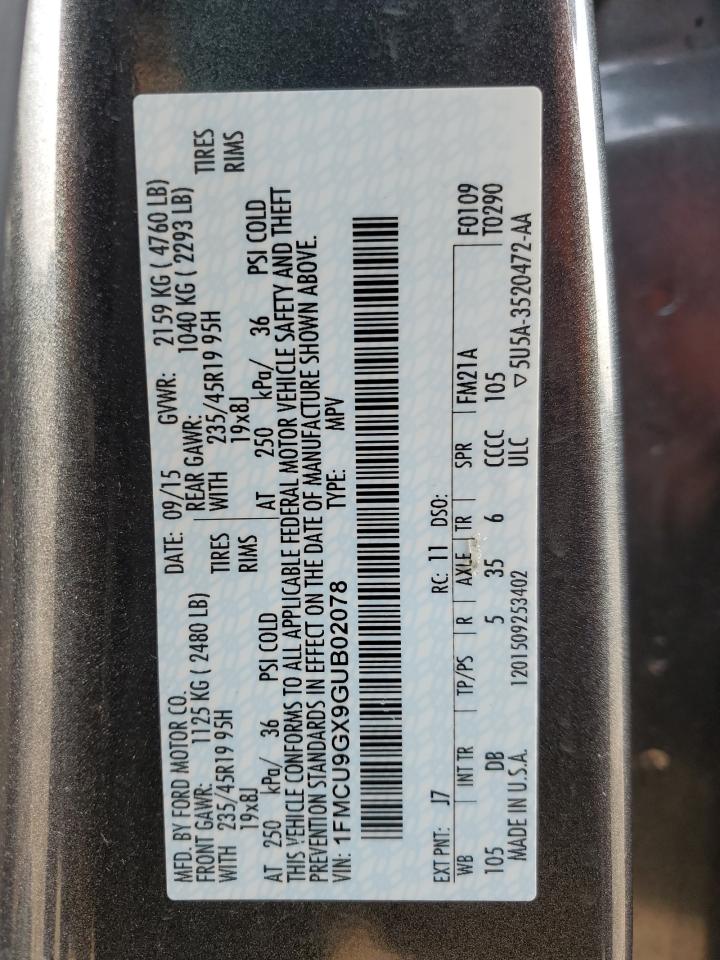 MFD. BY FORD MOTOR CO. DATE: 09/15 GVWR: 2159 KG ( 4760 LB)
FRONT GAWR: 1125 KG ( 2480 LB) REAR GAWR: 1040 KG ( 2293 LB)
WITH 235/45R19 95H TIRES WITH 235/45R19 95H TIRES
19x8J RIMS 19x8J RIMS
AT 250 kPa/ 36 PSI COLD AT 250 kPa/ 36 PSI COLD
THIS VEHICLE CONFORMS TO ALL APPLICABLE FEDERAL MOTOR VEHICLE SAFETY AND THEFT
PREVENTION STANDARDS IN EFFECT ON THE DATE OF MANUFACTURE SHOWN ABOVE.
VIN: 1FMCU9GX9GUB02078 TYPE: MPV
EXT PNT: J7 RC: 11 DSO:
WB INT TR TP/PS R AXLE TR SPR FM21A F0109
105 DB 5 35 6 CCCC 105 T0290
MADE IN U.S.A. 1201509253402 ULC ▽5U5A-3520472-AA